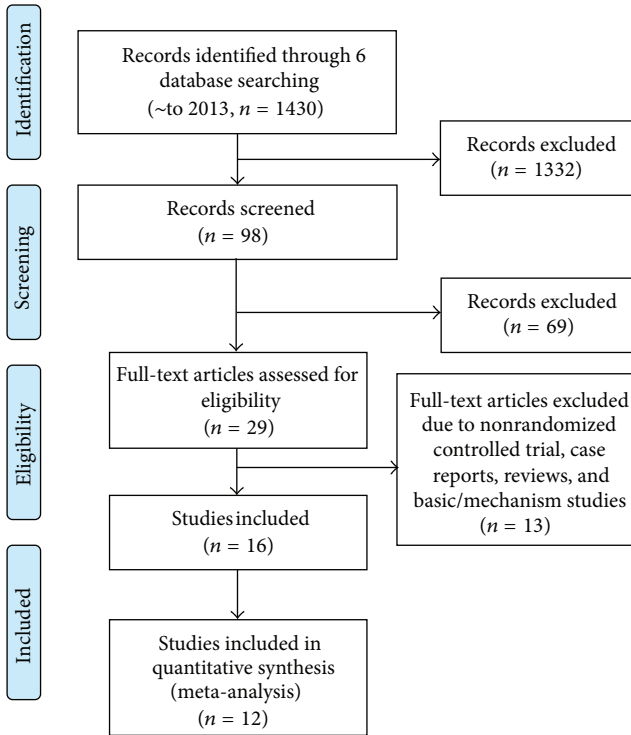 Identification
Records identified through 6
database searching
(~to 2013, n = 1430)
Records excluded
(n = 1332)
Screening
Records screened
(n = 98)
Records excluded
(n = 69)
Eligibility
Full-text articles assessed for
eligibility
(n = 29)
Full-text articles excluded
due to nonrandomized
controlled trial, case
reports, reviews, and
basic/mechanism studies
(n = 13)
Studies included
(n = 16)
Included
Studies included in
quantitative synthesis
(meta-analysis)
(n = 12)